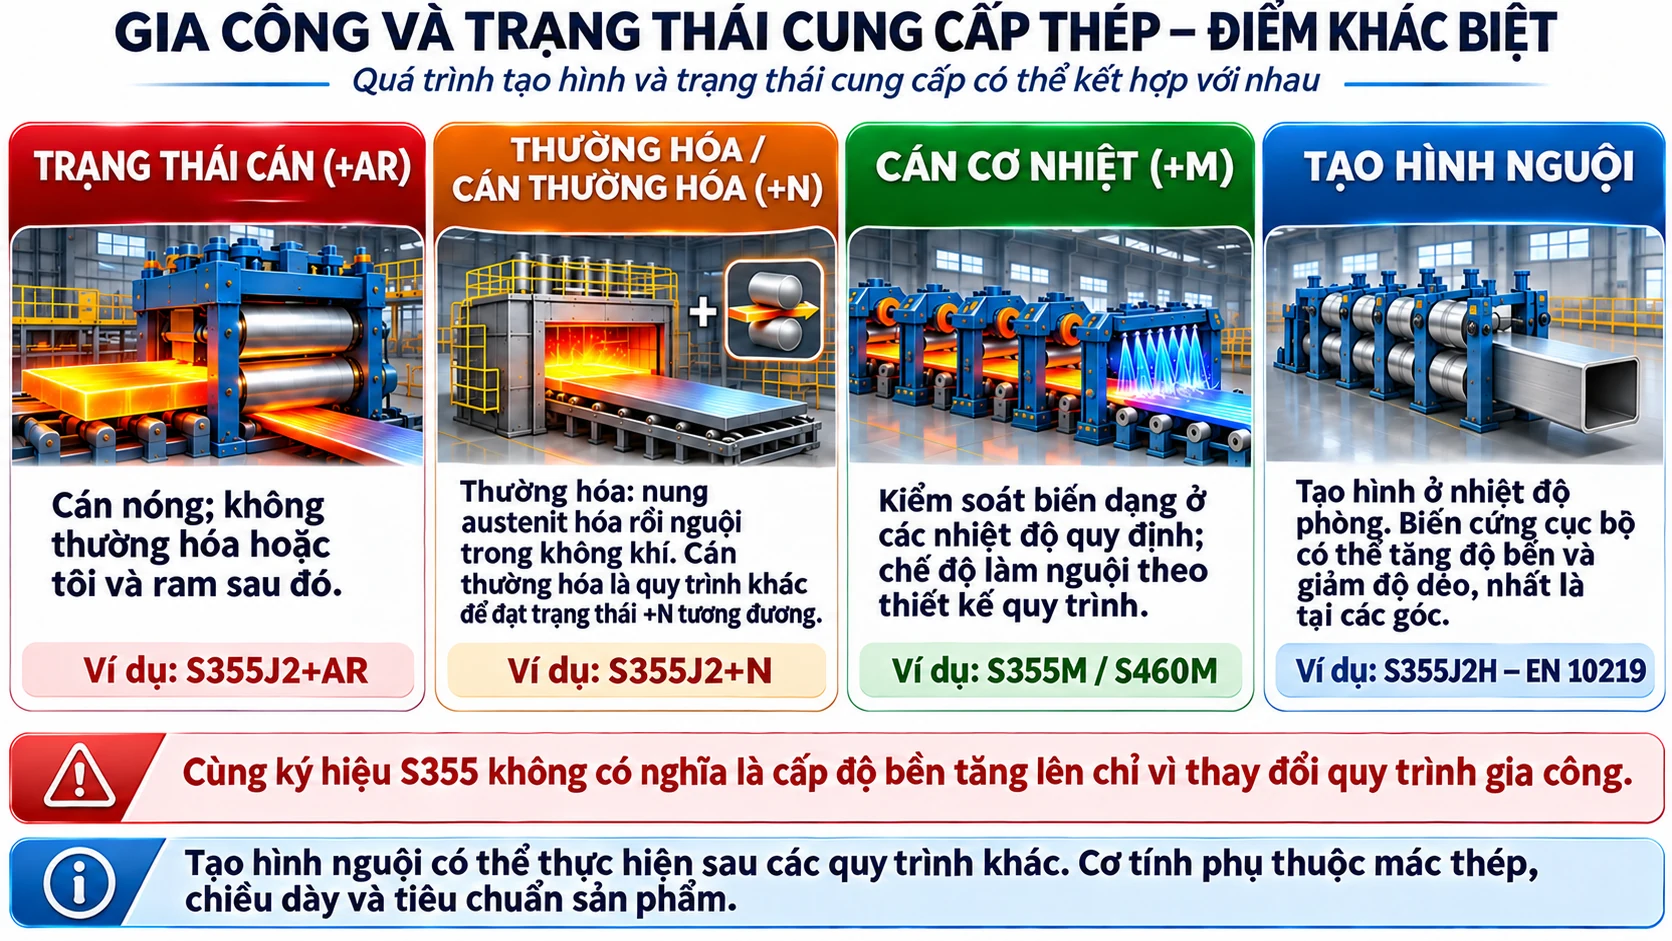 GIA CÔNG VÀ TRẠNG THÁI CUNG CẤP THÉP – ĐIỂM KHÁC BIỆT
Quá trình tạo hình và trạng thái cung cấp có thể kết hợp với nhau
TRẠNG THÁI CÁN (+AR)
Cán nóng; không
thường hóa hoặc
tôi và ram sau đó.
Ví dụ: S355J2+AR
THƯỜNG HÓA /
CÁN THƯỜNG HÓA (+N)
+
Thường hóa: nung
austenit hóa rồi nguội
trong không khí. Cán
thường hóa là quy trình khác
để đạt trạng thái +N tương đương.
Ví dụ: S355J2+N
CÁN CƠ NHIỆT (+M)
Kiểm soát biến dạng ở
các nhiệt độ quy định;
chế độ làm nguội theo
thiết kế quy trình.
Ví dụ: S355M / S460M
TẠO HÌNH NGUỘI
Tạo hình ở nhiệt độ
phòng. Biến cứng cục bộ
có thể tăng độ bền và
giảm độ dẻo, nhất là
tại các góc.
Ví dụ: S355J2H – EN 10219
Cùng ký hiệu S355 không có nghĩa là cấp độ bền tăng lên chỉ vì thay đổi quy trình gia công.
Tạo hình nguội có thể thực hiện sau các quy trình khác. Cơ tính phụ thuộc mác thép,
chiều dày và tiêu chuẩn sản phẩm.